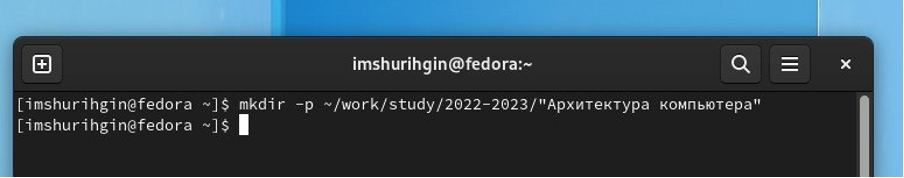 imshurihgin@fedora:~
[imshurihgin@fedora ~]$ mkdir -p ~/work/study/2022-2023/"Архитектура компьютера"
[imshurihgin@fedora ~]$